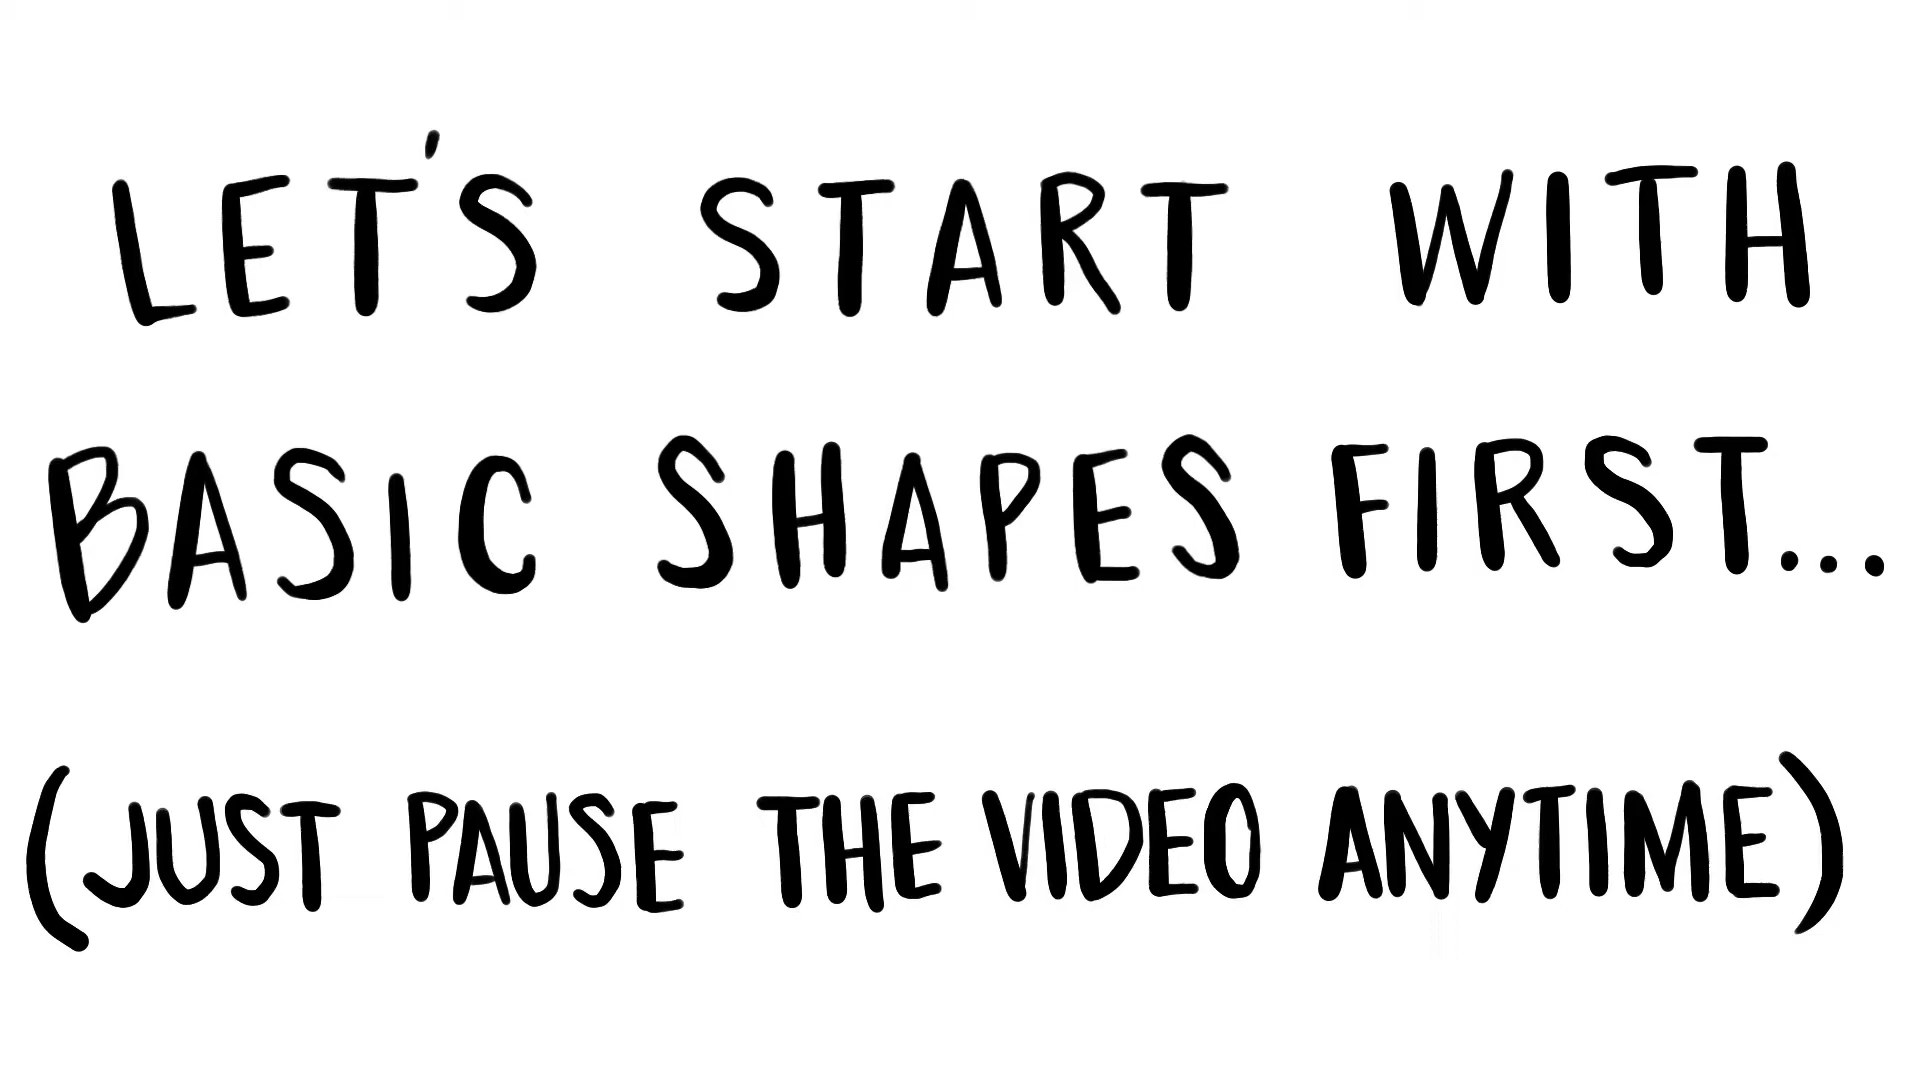 LET'S START WITH
BASIC SHAPES FIRST...
(JUST PAUSE THE VIDEO ANYTIME)